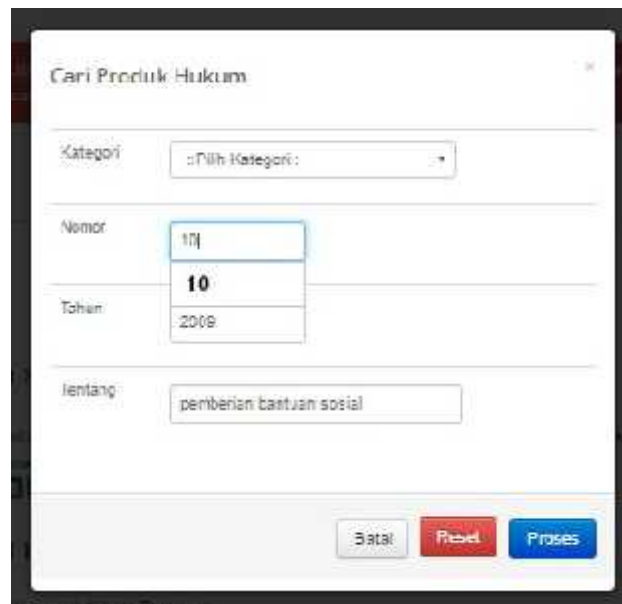 Cari Produk Hukum
×
Kategori
:: Pilih Kategori :
Nomor
10
10
Tahun
2009
Tentang
pemberian bantuan sosial
Batal Reset Proses